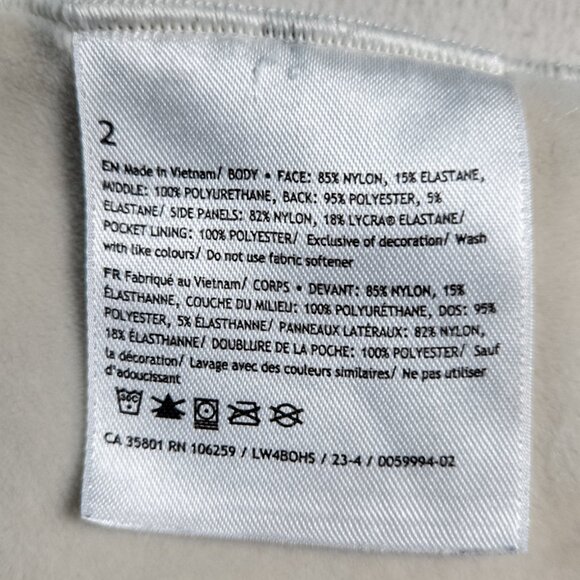 2
EN Made in Vietnam/ BODY • FACE: 85% NYLON, 15% ELASTANE,
MIDDLE: 100% POLYURETHANE, BACK: 95% POLYESTER, 5%
ELASTANE/ SIDE PANELS: 82% NYLON, 18% LYCRA® ELASTANE/
POCKET LINING: 100% POLYESTER/ Exclusive of decoration/ Wash
with like colours/ Do not use fabric softener
FR Fabriqué au Vietnam/ CORPS • DEVANT: 85% NYLON, 15%
ÉLASTHANNE, COUCHE DU MILIEU: 100% POLYURÉTHANE, DOS: 95%
POLYESTER, 5% ÉLASTHANNE/ PANNEAUX LATÉRAUX: 82% NYLON,
18% ÉLASTHANNE/ DOUBLURE DE LA POCHE: 100% POLYESTER/ Sauf
la décoration/ Lavage avec des couleurs similaires/ Ne pas utiliser
d'adoucissant
CA 35801 RN 106259 / LW4BOHS / 23-4 / 0059994-02